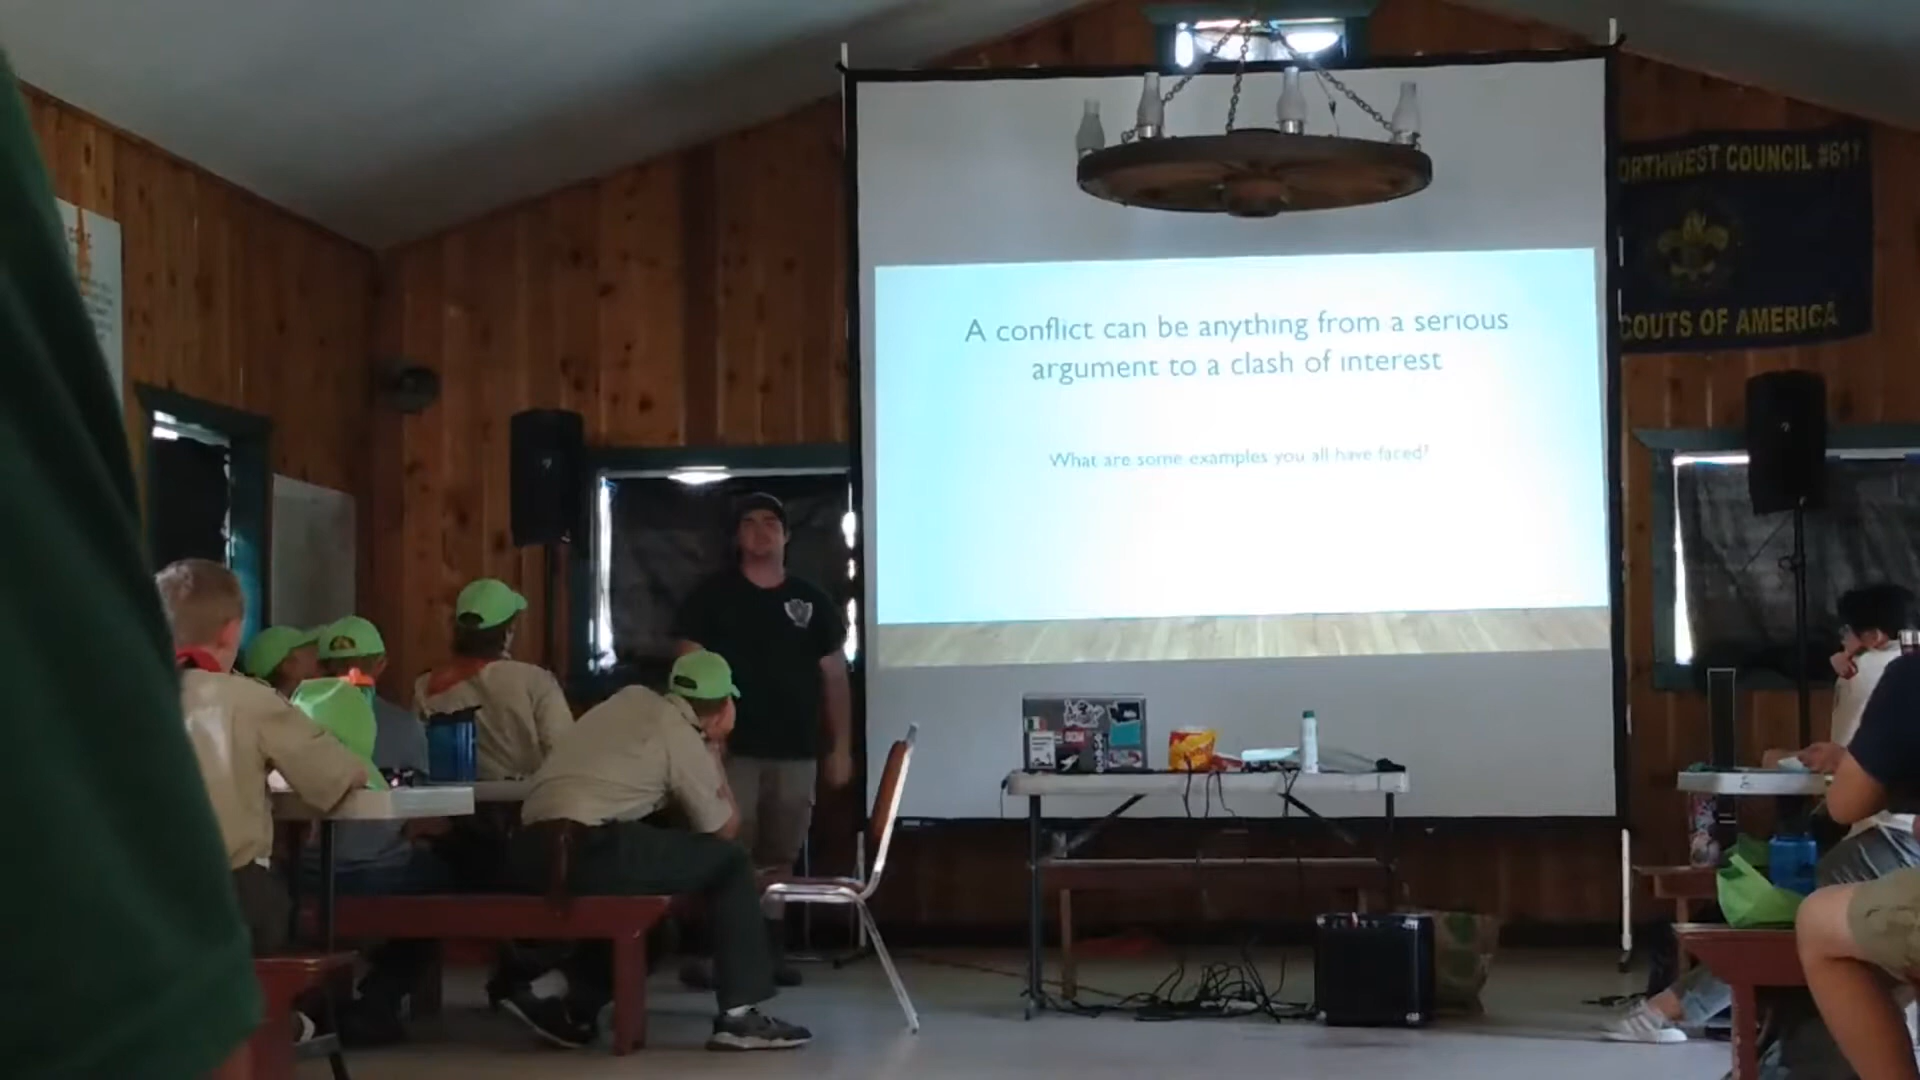 ORTHWEST COUNCIL #611
COUTS OF AMERICA
A conflict can be anything from a serious
argument to a clash of interest
What are some examples you all have faced?